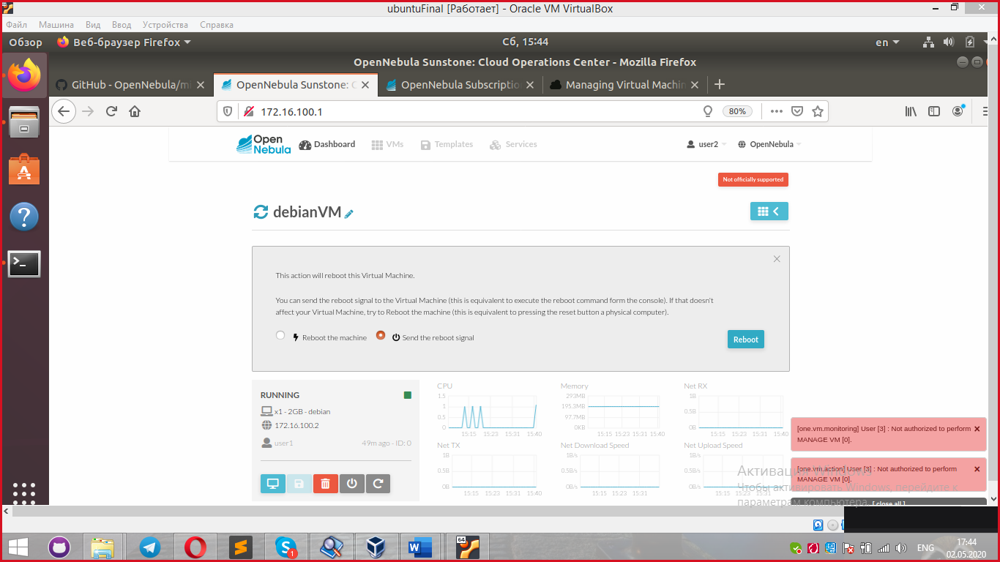 ubuntuFinal [Работает] - Oracle VM VirtualBox
Файл Машина Вид Ввод Устройства Справка
Обзор Веб-браузер Firefox Сб, 15:44 en
OpenNebula Sunstone: Cloud Operations Center - Mozilla Firefox
GitHub - OpenNebula/mi OpenNebula Sunstone: C OpenNebula Subscriptio Managing Virtual Machin
172.16.100.1 80%
Open Nebula Dashboard VMs Templates Services user2 OpenNebula
Not officially supported
debianVM
This action will reboot this Virtual Machine.
You can send the reboot signal to the Virtual Machine (this is equivalent to execute the reboot command form the console). If that doesn't
affect your Virtual Machine, try to Reboot the machine (this is equivalent to pressing the reset button a physical computer).
Reboot the machine Send the reboot signal Reboot
RUNNING
x1 - 2GB - debian
172.16.100.2
user1 49m ago - ID: 0
CPU
1.5
1
0.5
0
15:15 15:23 15:31 15:40
Memory
293MB
195.3MB
97.7MB
0KB
15:15 15:23 15:31 15:40
Net RX
1B
0.5B
0B
15:15 15:23 15:31 15:40
Net TX
1B
0.5B
0B
15:15 15:23 15:31 15:40
Net Download Speed
1B/s
0.5B/s
0B/s
15:15 15:23 15:31
Net Upload Speed
1B/s
0.5B/s
0B/s
15:15 15:23 15:31
[one.vm.monitoring] User [3] : Not authorized to perform
MANAGE VM [0].
[one.vm.action] User [3] : Not authorized to perform
MANAGE VM [0].
[ close all ]
Активация Windows
Чтобы активировать Windows, перейдите к
параметрам компьютера.
64
1
64
ENG
17:44
02.05.2020